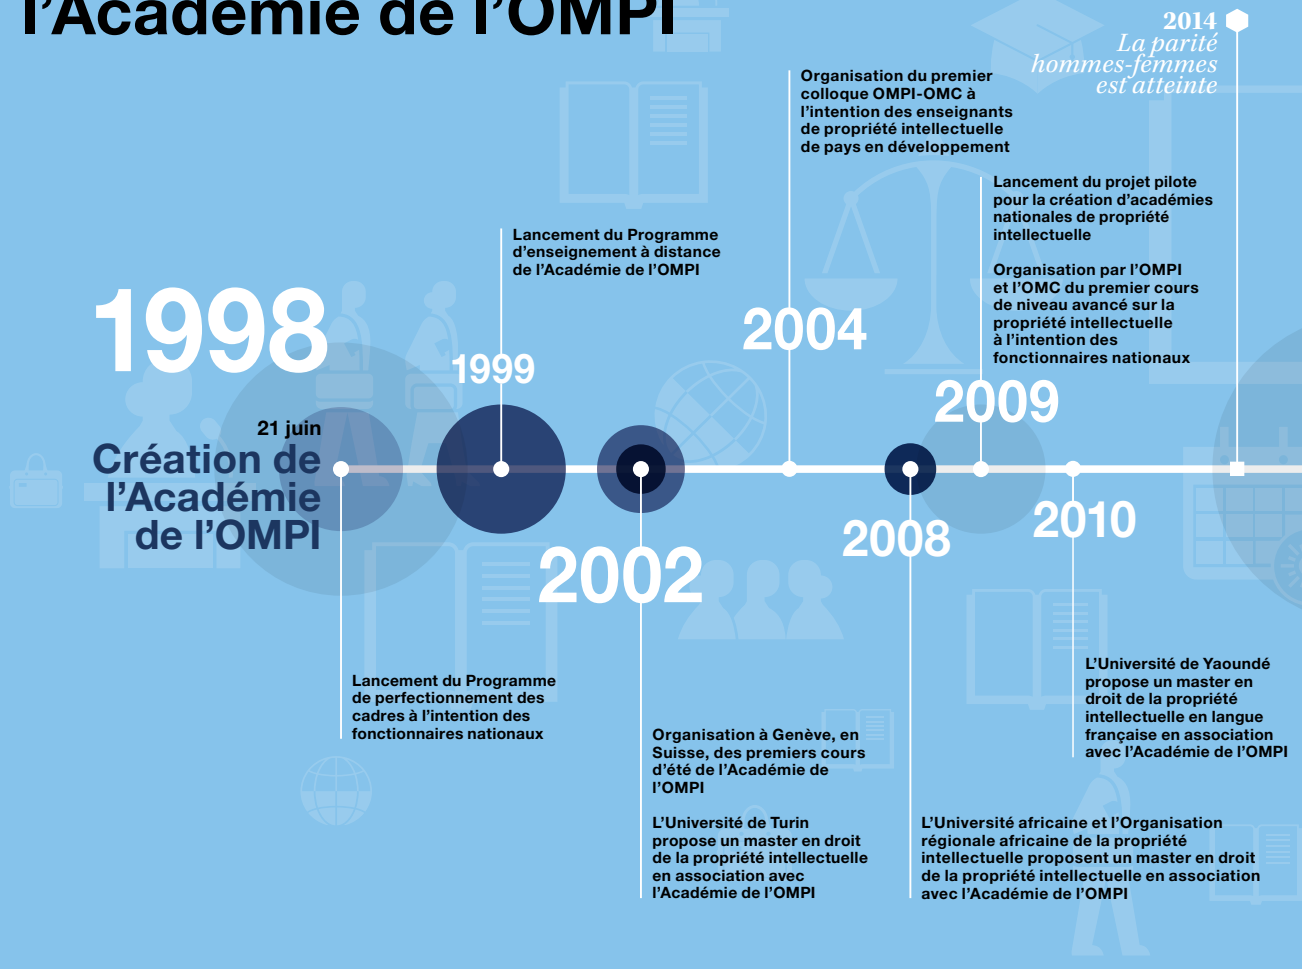 l'Académie de l'OMPI
2014
La parité
hommes-femmes
est atteinte
Organisation du premier
colloque OMPI-OMC à
l'intention des enseignants
de propriété intellectuelle
de pays en développement
Lancement du projet pilote
pour la création d'académies
nationales de propriété
intellectuelle
Organisation par l'OMPI
et l'OMC du premier cours
de niveau avancé sur la
propriété intellectuelle
à l'intention des
fonctionnaires nationaux
Lancement du Programme
d'enseignement à distance
de l'Académie de l'OMPI
1998
1999
2004
2009
21 juin
Création de
l'Académie
de l'OMPI
2002
2008
2010
Lancement du Programme
de perfectionnement des
cadres à l'intention des
fonctionnaires nationaux
Organisation à Genève, en
Suisse, des premiers cours
d'été de l'Académie de
l'OMPI
L'Université de Turin
propose un master en droit
de la propriété intellectuelle
en association avec
l'Académie de l'OMPI
L'Université africaine et l'Organisation
régionale africaine de la propriété
intellectuelle proposent un master en droit
de la propriété intellectuelle en association
avec l'Académie de l'OMPI
L'Université de Yaoundé
propose un master en
droit de la propriété
intellectuelle en langue
française en association
avec l'Académie de l'OMPI